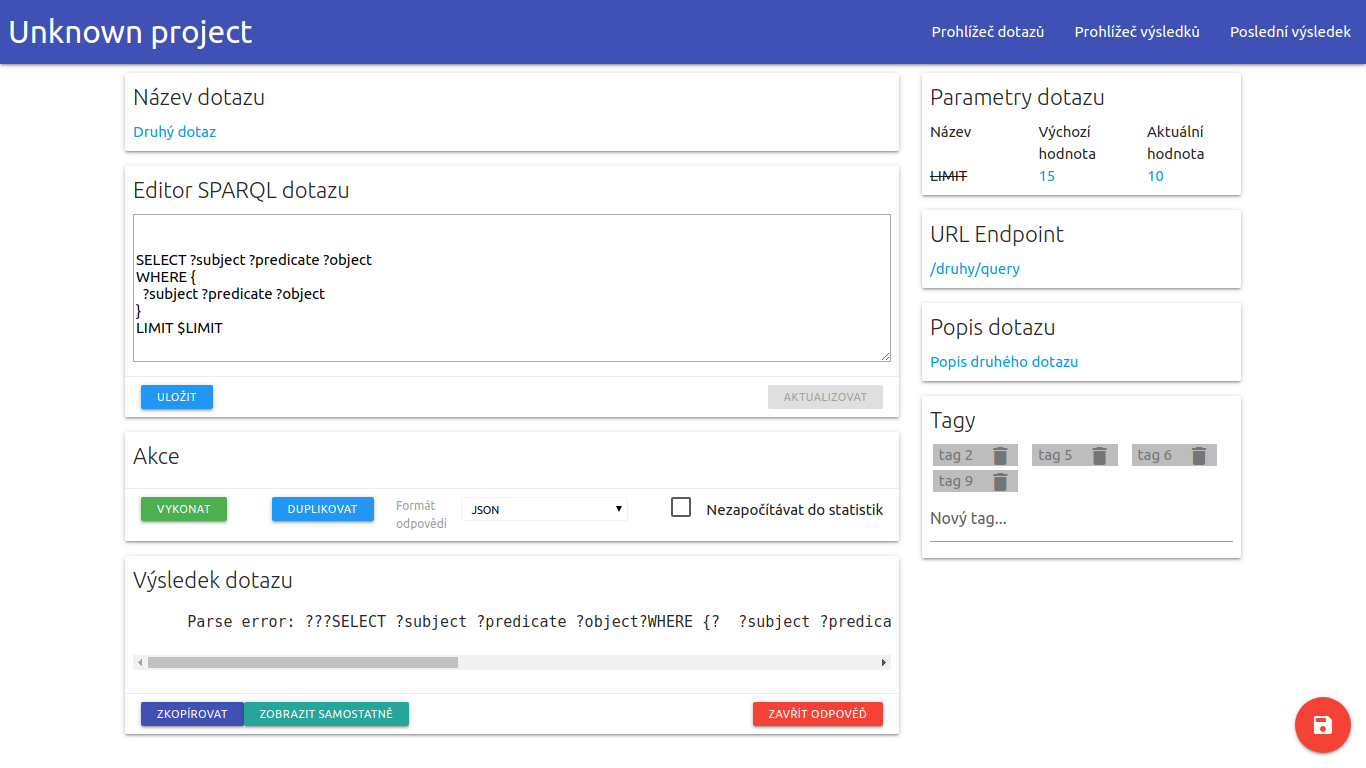 Unknown project
Prohlížeč dotazů
Prohlížeč výsledků
Poslední výsledek
Název dotazu
Druhý dotaz
Editor SPARQL dotazu
SELECT ?subject ?predicate ?object
WHERE {
?subject ?predicate ?object
}
LIMIT $LIMIT
ULOŽIT
AKTUALIZOVAT
Akce
VYKONAT
DUPLIKOVAT
Formát
odpovědi
JSON
Nezapočítávat do statistik
Výsledek dotazu
Parse error: ???SELECT ?subject ?predicate ?object?WHERE {?  ?subject ?predica
ZKOPÍROVAT
ZOBRAZIT SAMOSTATNĚ
ZAVŘÍT ODPOVĚĎ
Parametry dotazu
Název
Výchozí
hodnota
Aktuální
hodnota
LIMIT
15
10
URL Endpoint
/druhy/query
Popis dotazu
Popis druhého dotazu
Tagy
tag 2
tag 5
tag 6
tag 9
Nový tag...